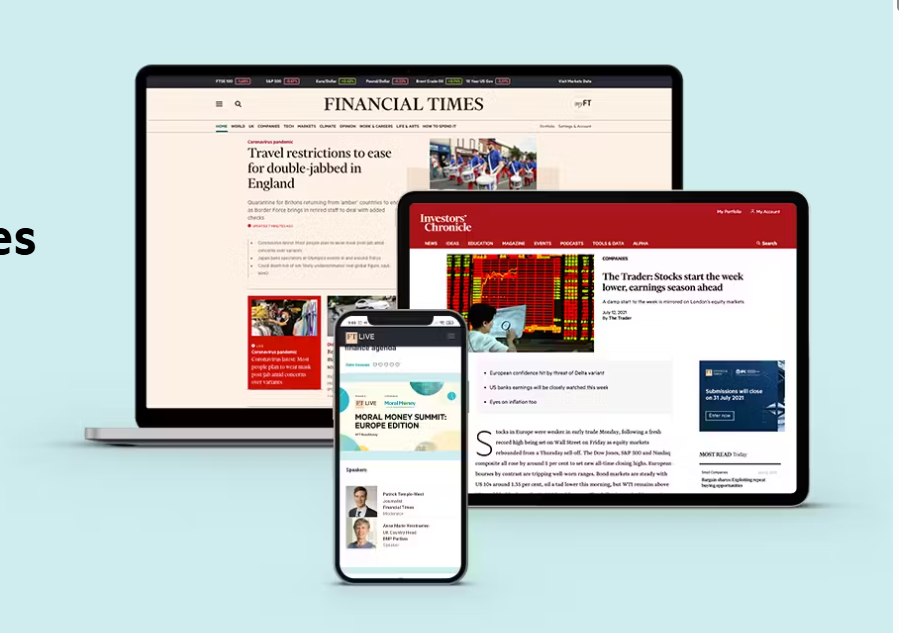 es
FTSE 100
S&P 500
Euro/Dollar
Pound/Dollar
Brent Crude Oil
10 Year US Gov
Visit Markets Data
FINANCIAL TIMES
myFT
HOME WORLD UK COMPANIES TECH MARKETS CLIMATE OPINION WORK & CAREERS LIFE & ARTS HOW TO SPEND IT
Portfolio Settings & Account
Coronavirus pandemic
Travel restrictions to ease
for double-jabbed in
England
Quarantine for Britons returning from 'amber' countries to end
as Border Force brings in retired staff to deal with added
checks
Coronavirus pandemic
Coronavirus latest: Most
people plan to wear mask
post jab amid concerns
over variants
Investors'
Chronicle
My Portfolio My Account
NEWS IDEAS EDUCATION MAGAZINE EVENTS PODCASTS TOOLS & DATA ALPHA
Search
COMPANIES
The Trader: Stocks start the week
lower, earnings season ahead
A damp start to the week is mirrored on London's equity markets
July 12, 2021
By The Trader
European confidence hit by threat of Delta variant
US banks earnings will be closely watched this week
Eyes on inflation too
Stocks in Europe were weaker in early trade Monday, following a fresh
record high being set on Wall Street on Friday as equity markets
rebounded from a Thursday sell off. The Dow Jones, S&P 500 and Nasdaq
composite all rose by around 1 per cent to set new all-time closing highs. European
bourses by contrast are tripping well-worn ranges. Bond markets are steady with
US 10s around 1.35 per cent, oil a tad lower this morning, but WTI remains above
Submissions will close
on 31 July 2021
Enter now
MOST READ Today
Bargain shares: Exploiting repeat
buying opportunities
FT LIVE
finance agenda
FT LIVE Moral Money
MORAL MONEY SUMMIT:
EUROPE EDITION
Speakers
Patrick Temple-West
Journalist
Financial Times
Moderator
Anne Marie Verstraeten
UK Country Head
BNP Paribas
Speaker